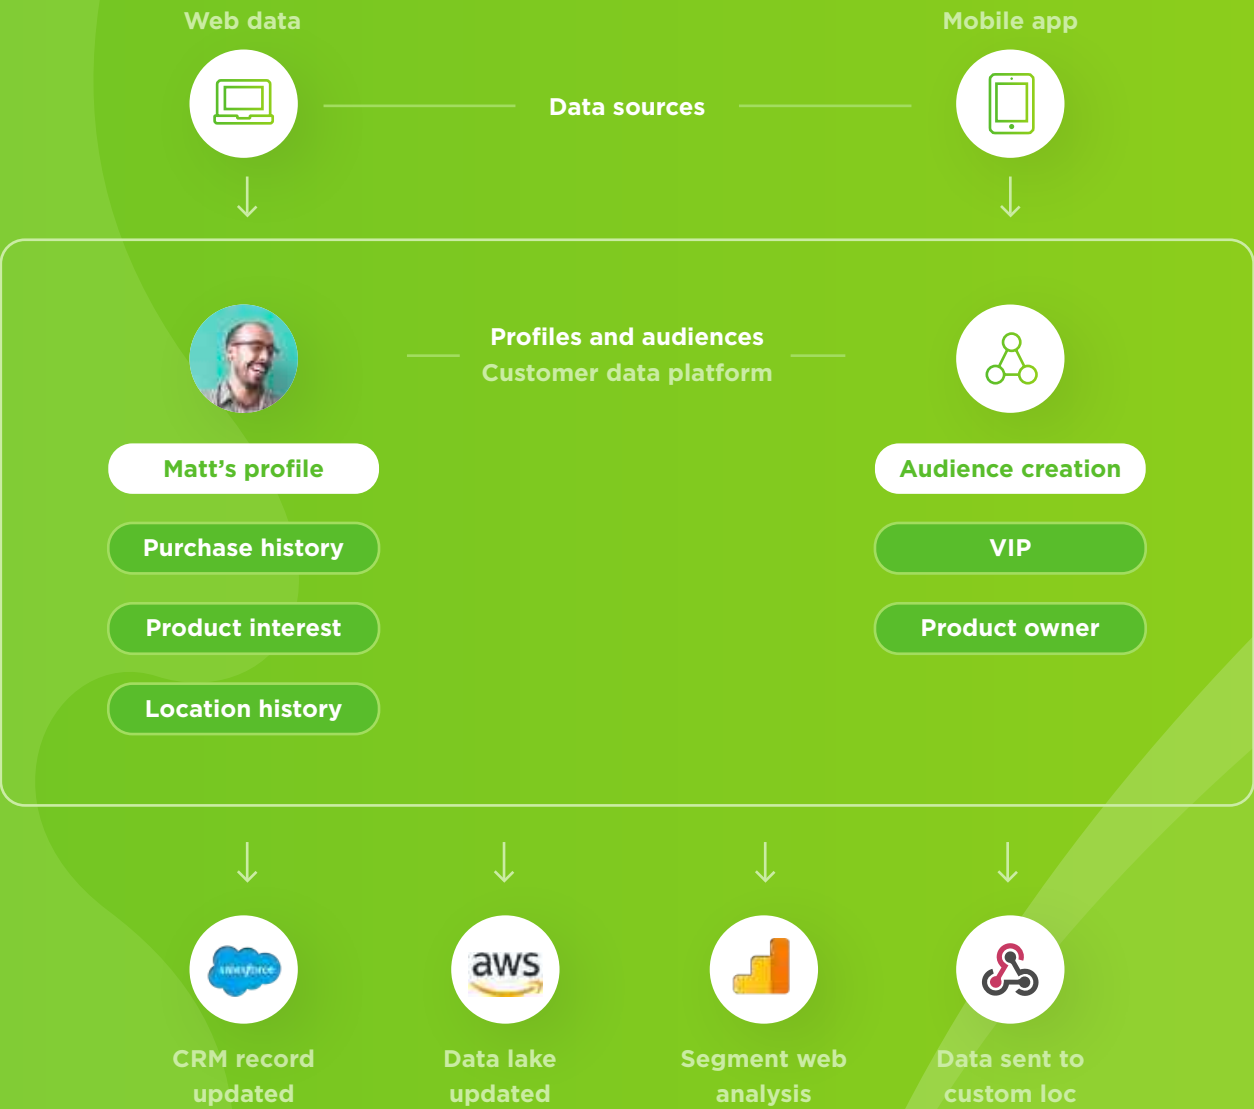 Web data
Mobile app
Data sources
Profiles and audiences
Customer data platform
Matt’s profile
Audience creation
Purchase history
VIP
Product interest
Product owner
Location history
salesforce
aws
CRM record
updated
Data lake
updated
Segment web
analysis
Data sent to
custom loc